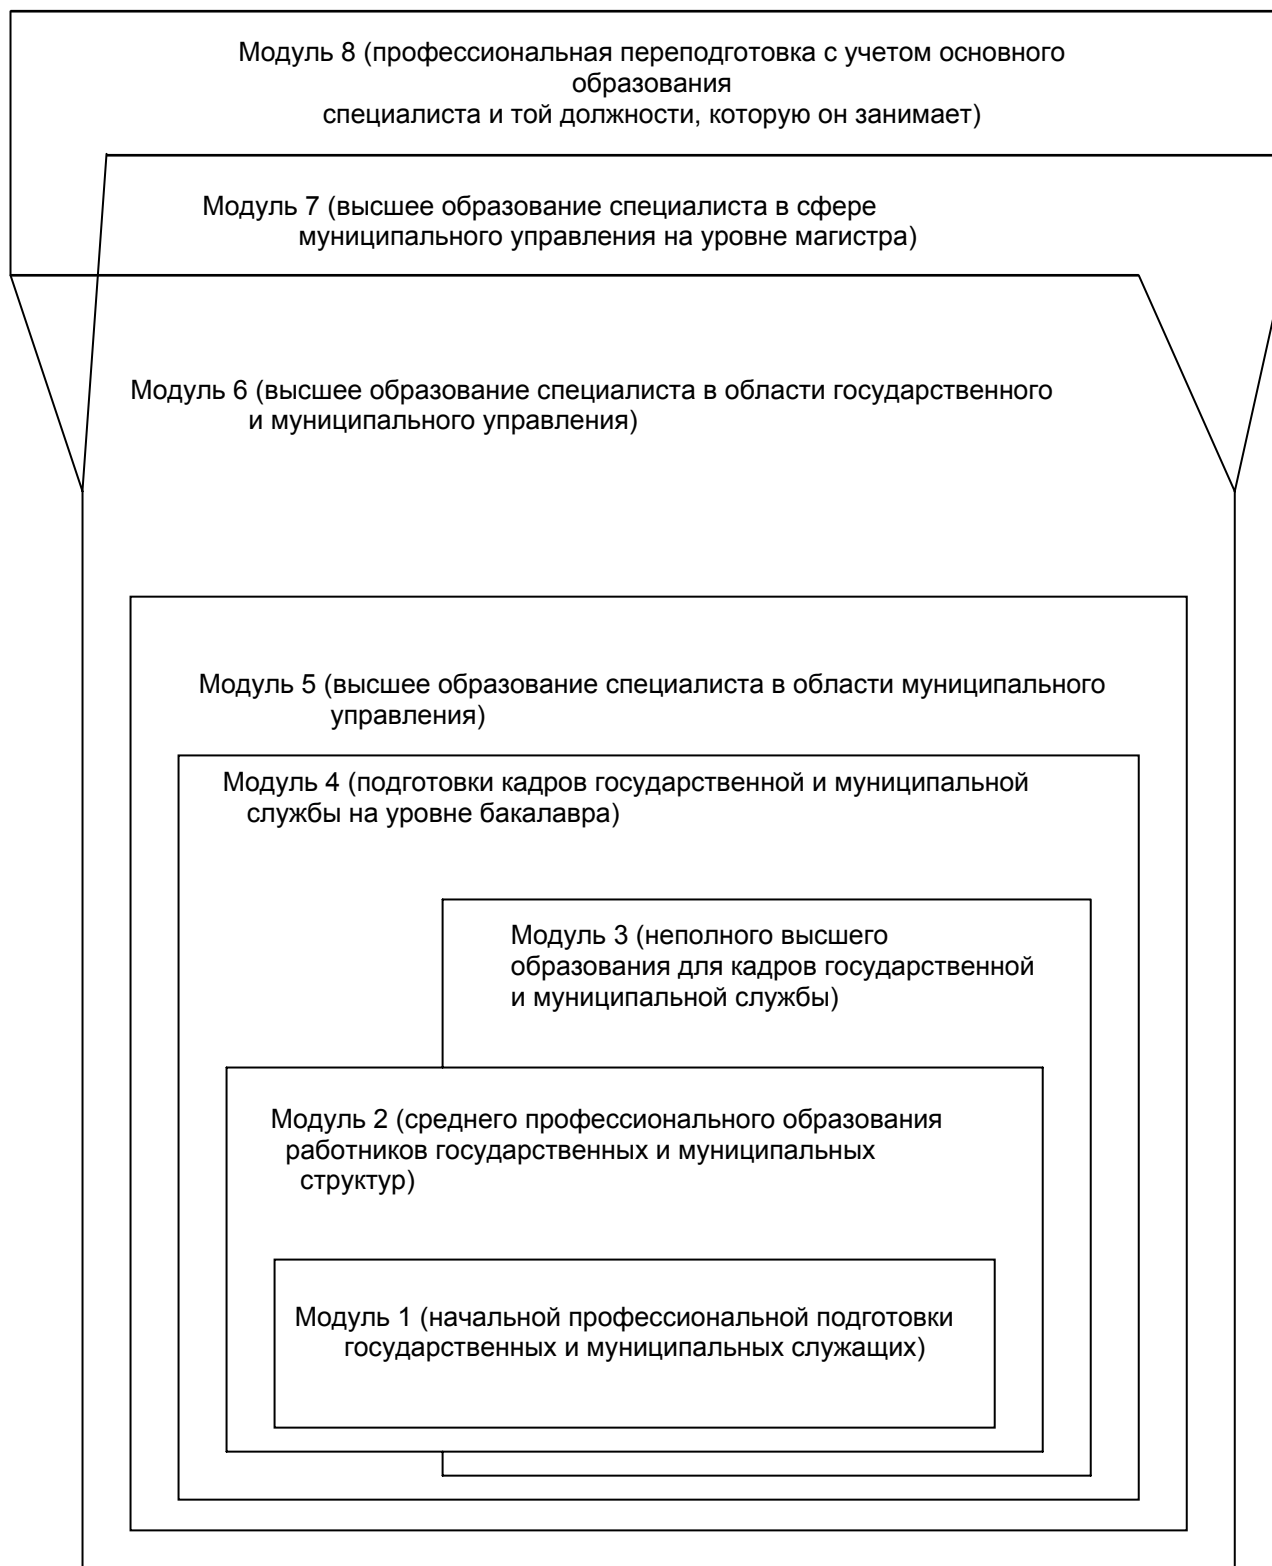 Модуль 8 (профессиональная переподготовка с учетом основного
образования
специалиста и той должности, которую он занимает)
Модуль 7 (высшее образование специалиста в сфере
муниципального управления на уровне магистра)
Модуль 6 (высшее образование специалиста в области государственного
и муниципального управления)
Модуль 5 (высшее образование специалиста в области муниципального
управления)
Модуль 4 (подготовки кадров государственной и муниципальной
службы на уровне бакалавра)
Модуль 3 (неполного высшего
образования для кадров государственной
и муниципальной службы)
Модуль 2 (среднего профессионального образования
работников государственных и муниципальных
структур)
Модуль 1 (начальной профессиональной подготовки
государственных и муниципальных служащих)